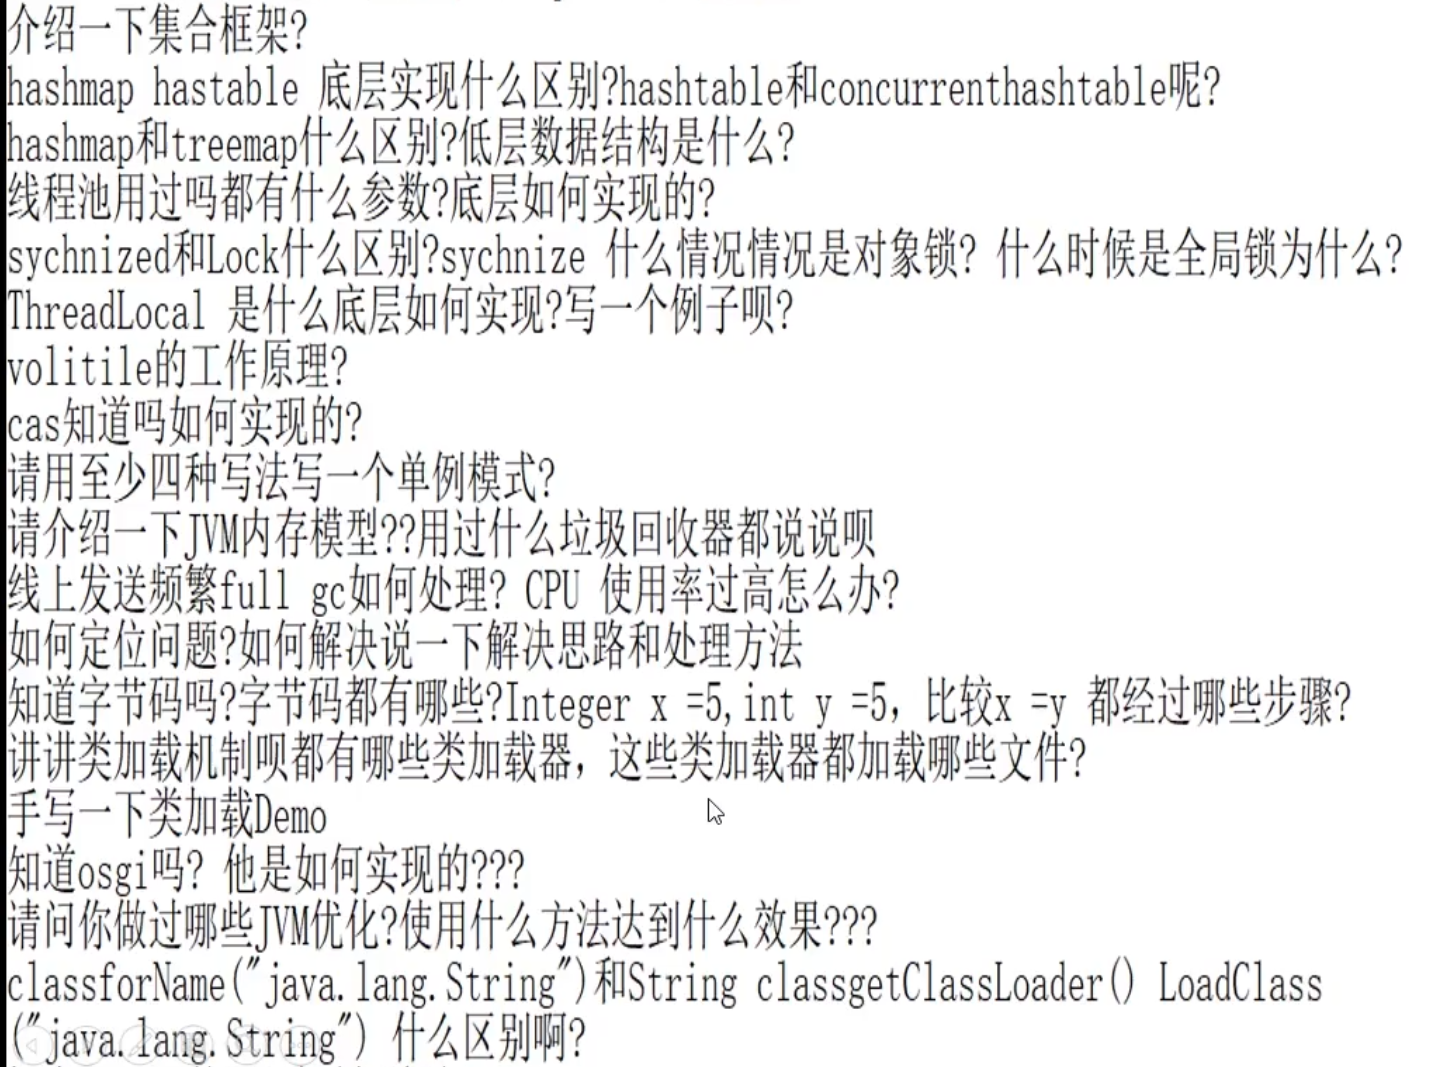 介绍一下集合框架?
hashmap hastable 底层实现什么区别?hashtable和concurrenthashtable呢?
hashmap和treemap什么区别?低层数据结构是什么?
线程池用过吗都有什么参数?底层如何实现的?
sychnized和Lock什么区别?sychnize 什么情况情况是对象锁? 什么时候是全局锁为什么?
ThreadLocal 是什么底层如何实现?写一个例子呗?
volitile的工作原理?
cas知道吗如何实现的?
请用至少四种写法写一个单例模式?
请介绍一下JVM内存模型??用过什么垃圾回收器都说说呗
线上发送频繁full gc如何处理? CPU 使用率过高怎么办?
如何定位问题?如何解决说一下解决思路和处理方法
知道字节码吗?字节码都有哪些?Integer x =5,int y =5，比较x =y 都经过哪些步骤?
讲讲类加载机制呗都有哪些类加载器，这些类加载器都加载哪些文件?
手写一下类加载Demo
知道osgi吗? 他是如何实现的???
请问你做过哪些JVM优化?使用什么方法达到什么效果???
classforName("java.lang.String")和String classgetClassLoader() LoadClass
("java.lang.String") 什么区别啊?